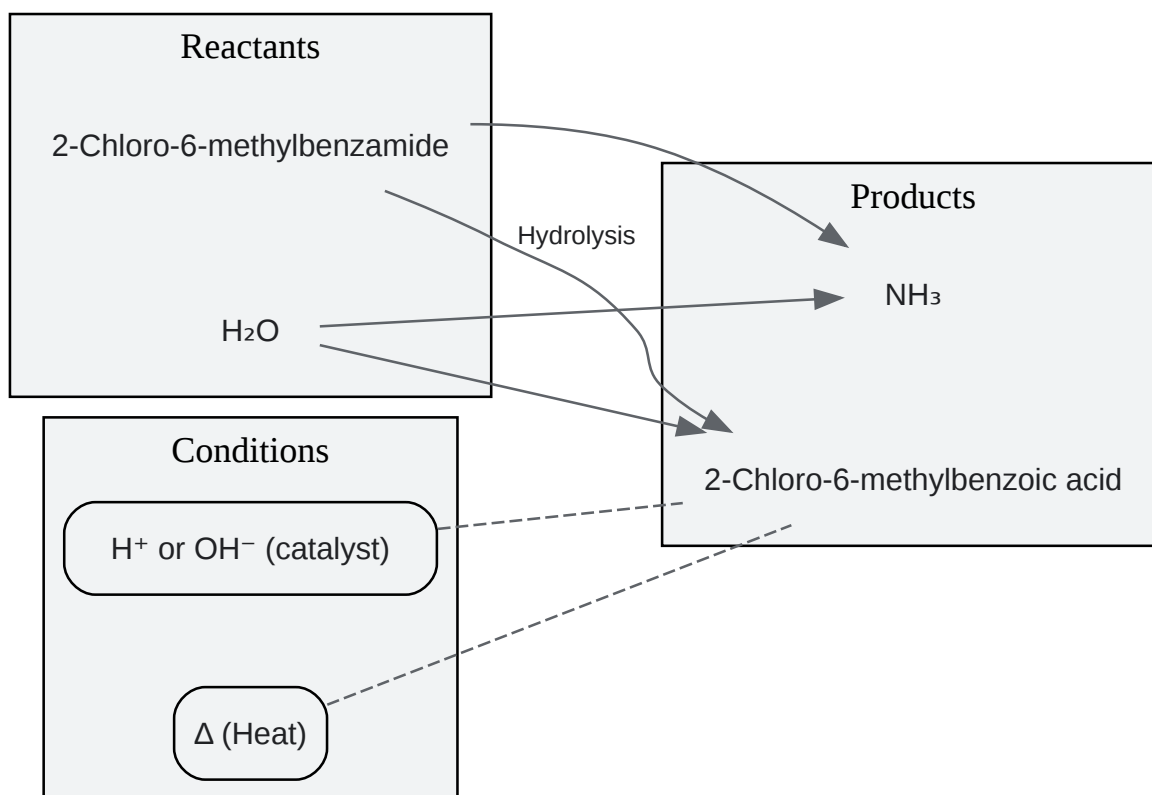 Reactants
2-Chloro-6-methylbenzamide
H₂O
Hydrolysis
Products
NH₃
2-Chloro-6-methylbenzoic acid
Conditions
H⁺ or OH⁻ (catalyst)
Δ (Heat)